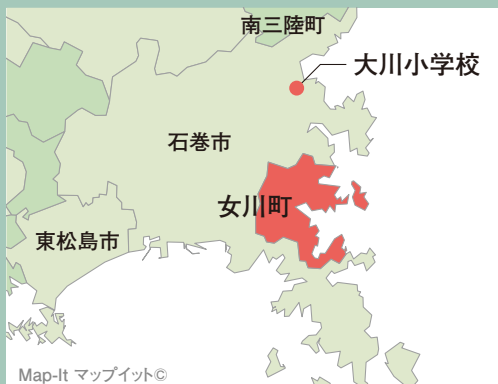 南三陸町
大川小学校
石巻市
女川町
東松島市
Map-It マップイット©